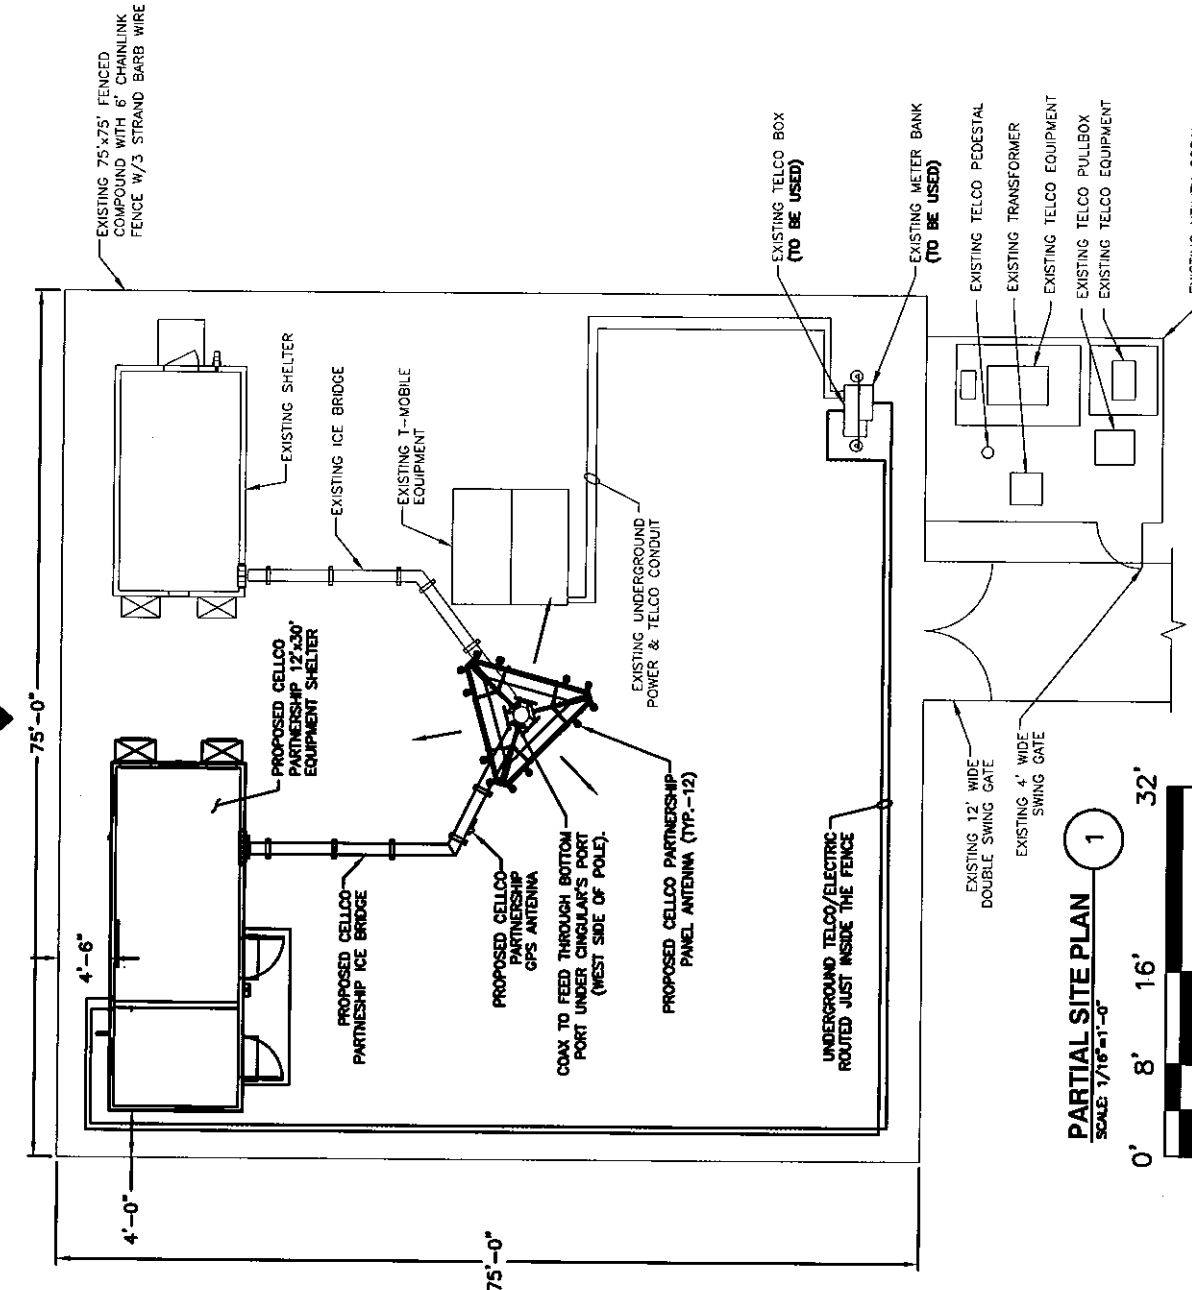 EXISTING 75'x75' FENCED
COMPOUND WITH 6' CHAINLINK
FENCE W/3 STRAND BARB WIRE
75'-0"
EXISTING SHELTER
EXISTING ICE BRIDGE
EXISTING T-MOBILE
EQUIPMENT
EXISTING TELCO BOX
(TO BE USED)
EXISTING METER BANK
(TO BE USED)
EXISTING TELCO PEDESTAL
EXISTING TRANSFORMER
EXISTING TELCO EQUIPMENT
EXISTING TELCO PULLBOX
EXISTING TELCO EQUIPMENT
EXISTING UNDERGROUND
POWER & TELCO CONDUIT
PROPOSED CELLCO
PARTNERSHIP 12'x30'
EQUIPMENT SHELTER
4'-6"
PROPOSED CELLCO
PARTNESHIP ICE BRIDGE
PROPOSED CELLCO
PARTNERSHIP
GPS ANTENNA
COAX TO FEED THROUGH BOTTOM
PORT UNDER CINGULAR'S PORT
(WEST SIDE OF POLE).
PROPOSED CELLCO PARTNERSHIP
PANEL ANTENNA (TYP.-12)
UNDERGROUND TELCO/ELECTRIC
ROUTED JUST INSIDE THE FENCE
EXISTING 12' WIDE
DOUBLE SWING GATE
EXISTING 4' WIDE
SWING GATE
4'-0"
75'-0"
PARTIAL SITE PLAN
SCALE: 1/16"=1'-0"
1
0'
8'
16'
32'